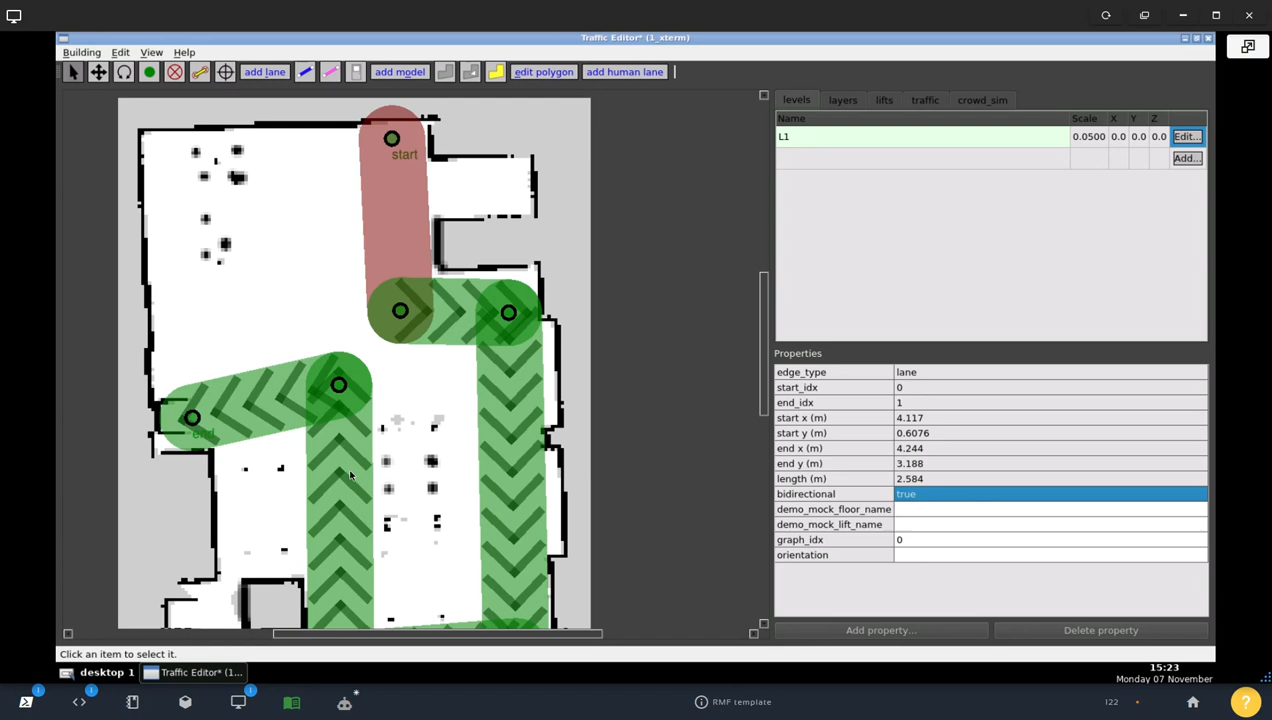 Traffic Editor* (1_xterm)
Building Edit View Help
add lane add model edit polygon add human lane
levels layers lifts traffic crowd_sim
Name Scale X Y Z
L1 0.0500 0.0 0.0 0.0 Edit...
Add...
start
end
Properties
edge_type lane
start_idx 0
end_idx 1
start x (m) 4.117
start y (m) 0.6076
end x (m) 4.244
end y (m) 3.188
length (m) 2.584
bidirectional true
demo_mock_floor_name
demo_mock_lift_name
graph_idx 0
orientation
Add property... Delete property
Click an item to select it.
desktop 1 Traffic Editor* (1...
15:23
Monday 07 November
1 1 1
RMF template 122 ?